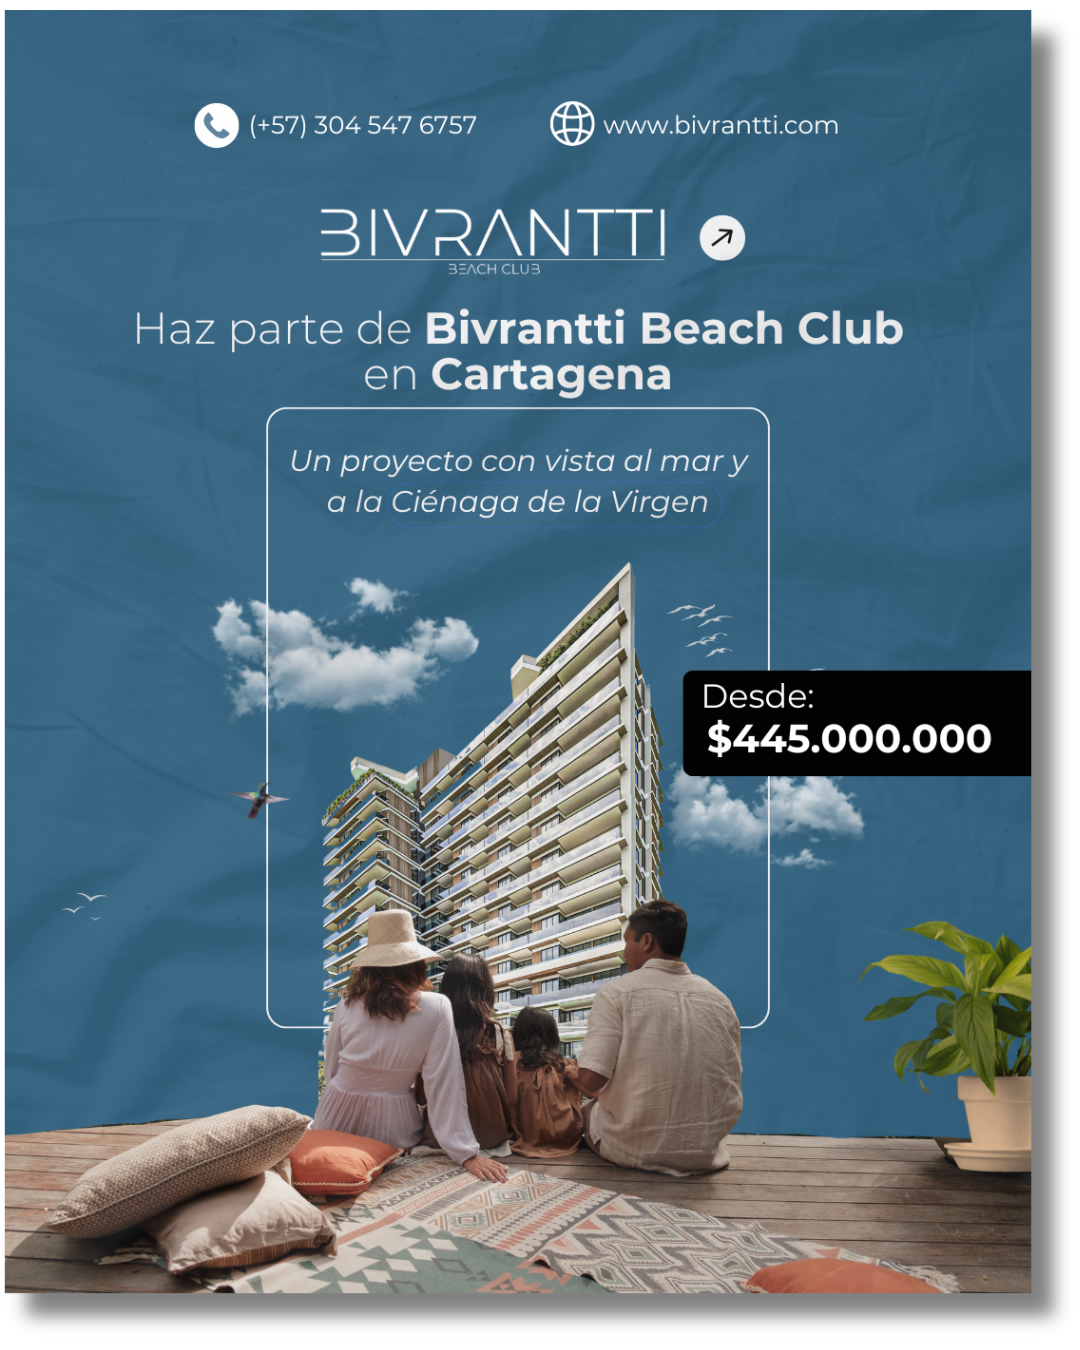 (+57) 304 547 6757
www.bivrantti.com
BIVRANTTI
BEACH CLUB
Haz parte de Bivrantti Beach Club
en Cartagena
Un proyecto con vista al mar y
a la Ciénaga de la Virgen
Desde:
$445.000.000